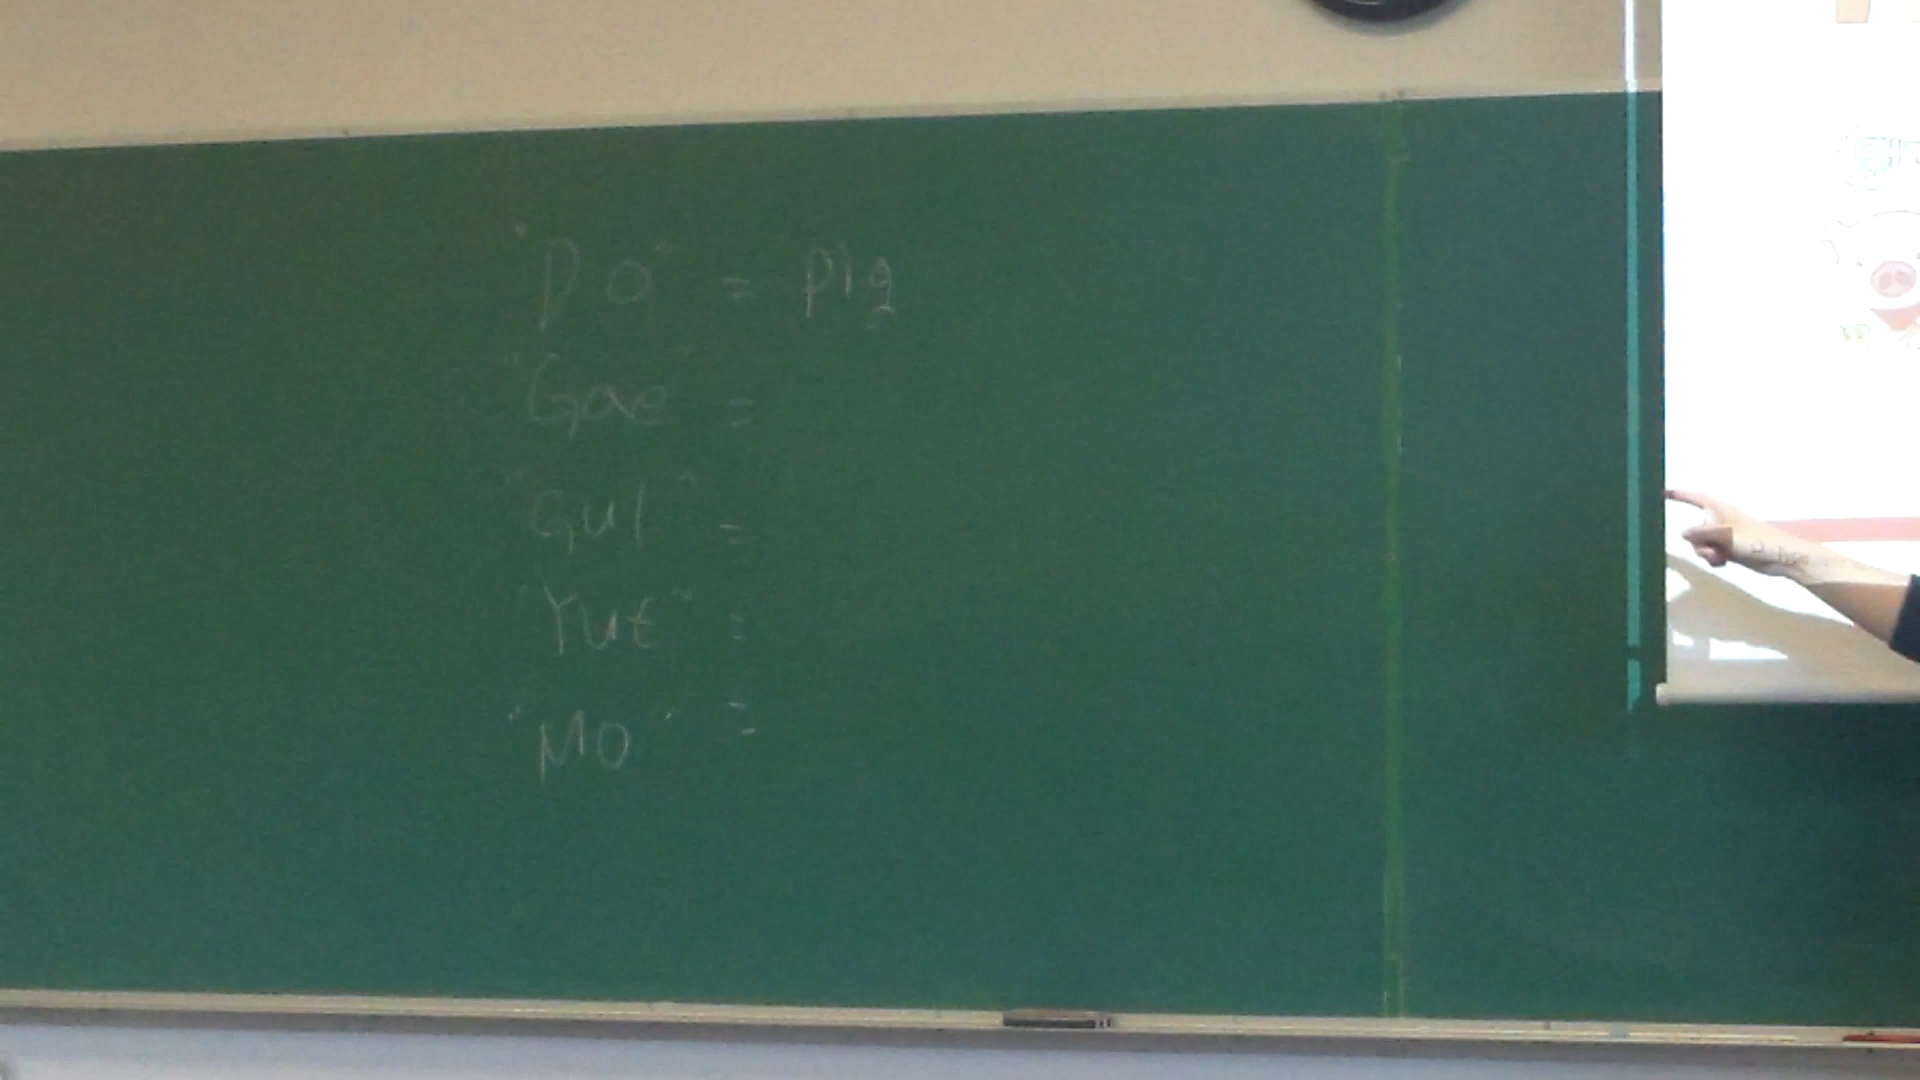 "Do" = pig
"Gae" =
"Gul" =
"Yut" =
"Mo" =